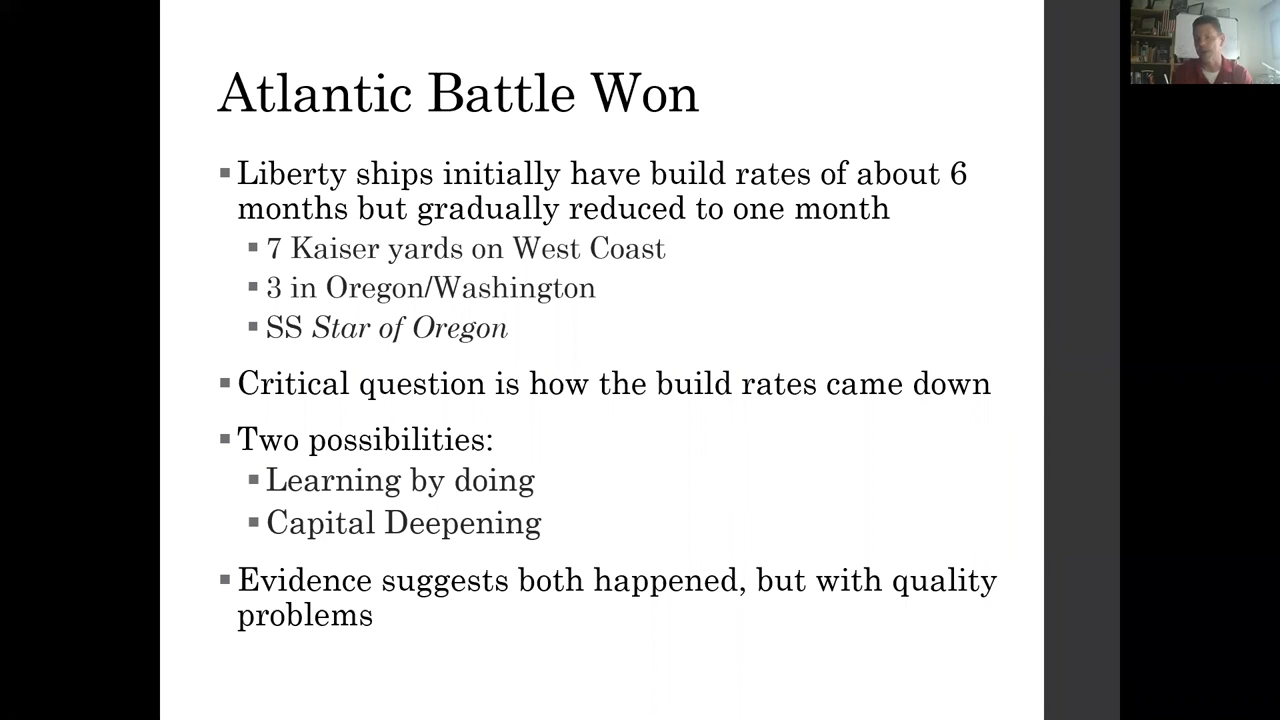 Atlantic Battle Won
▪ Liberty ships initially have build rates of about 6
months but gradually reduced to one month
▪ 7 Kaiser yards on West Coast
▪ 3 in Oregon/Washington
▪ SS Star of Oregon
▪ Critical question is how the build rates came down
▪ Two possibilities:
▪ Learning by doing
▪ Capital Deepening
▪ Evidence suggests both happened, but with quality
problems